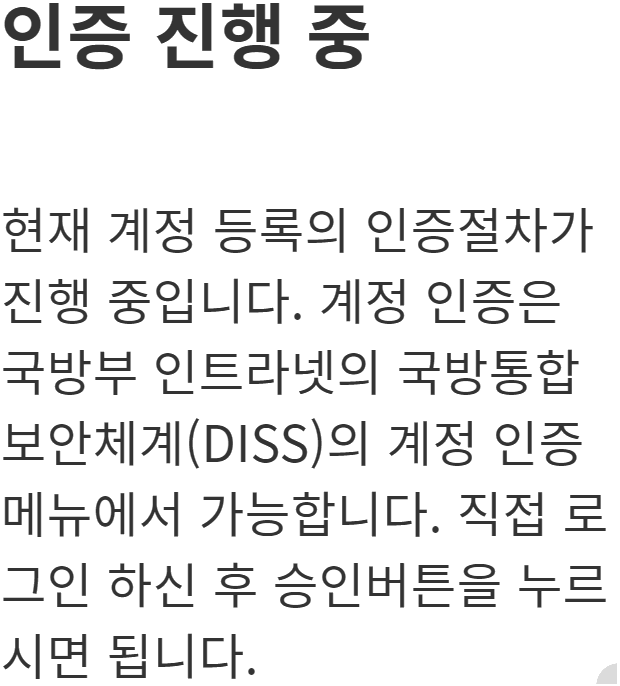 인증 진행 중
현재 계정 등록의 인증절차가
진행 중입니다. 계정 인증은
국방부 인트라넷의 국방통합
보안체계(DISS)의 계정 인증
메뉴에서 가능합니다. 직접 로
그인 하신 후 승인버튼을 누르
시면 됩니다.